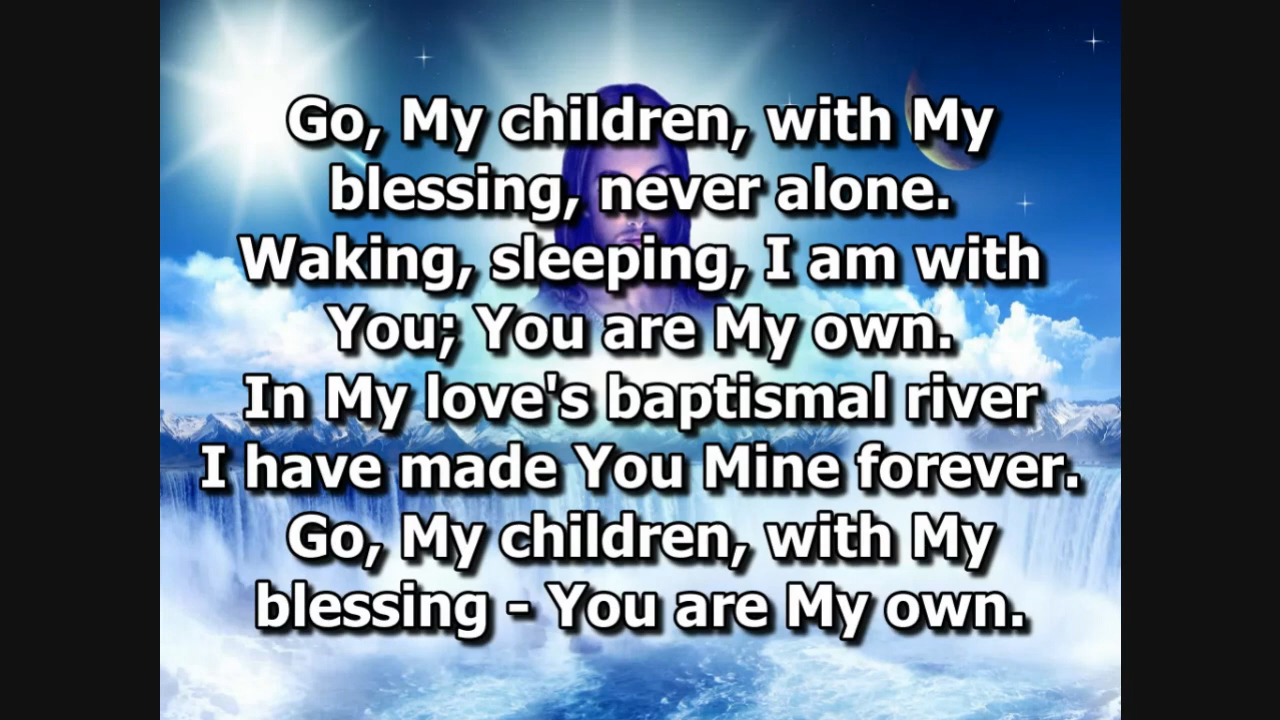 Go, My children, with My
blessing, never alone.
Waking, sleeping, I am with
You; You are My own.
In My love's baptismal river
I have made You Mine forever.
Go, My children, with My
blessing - You are My own.